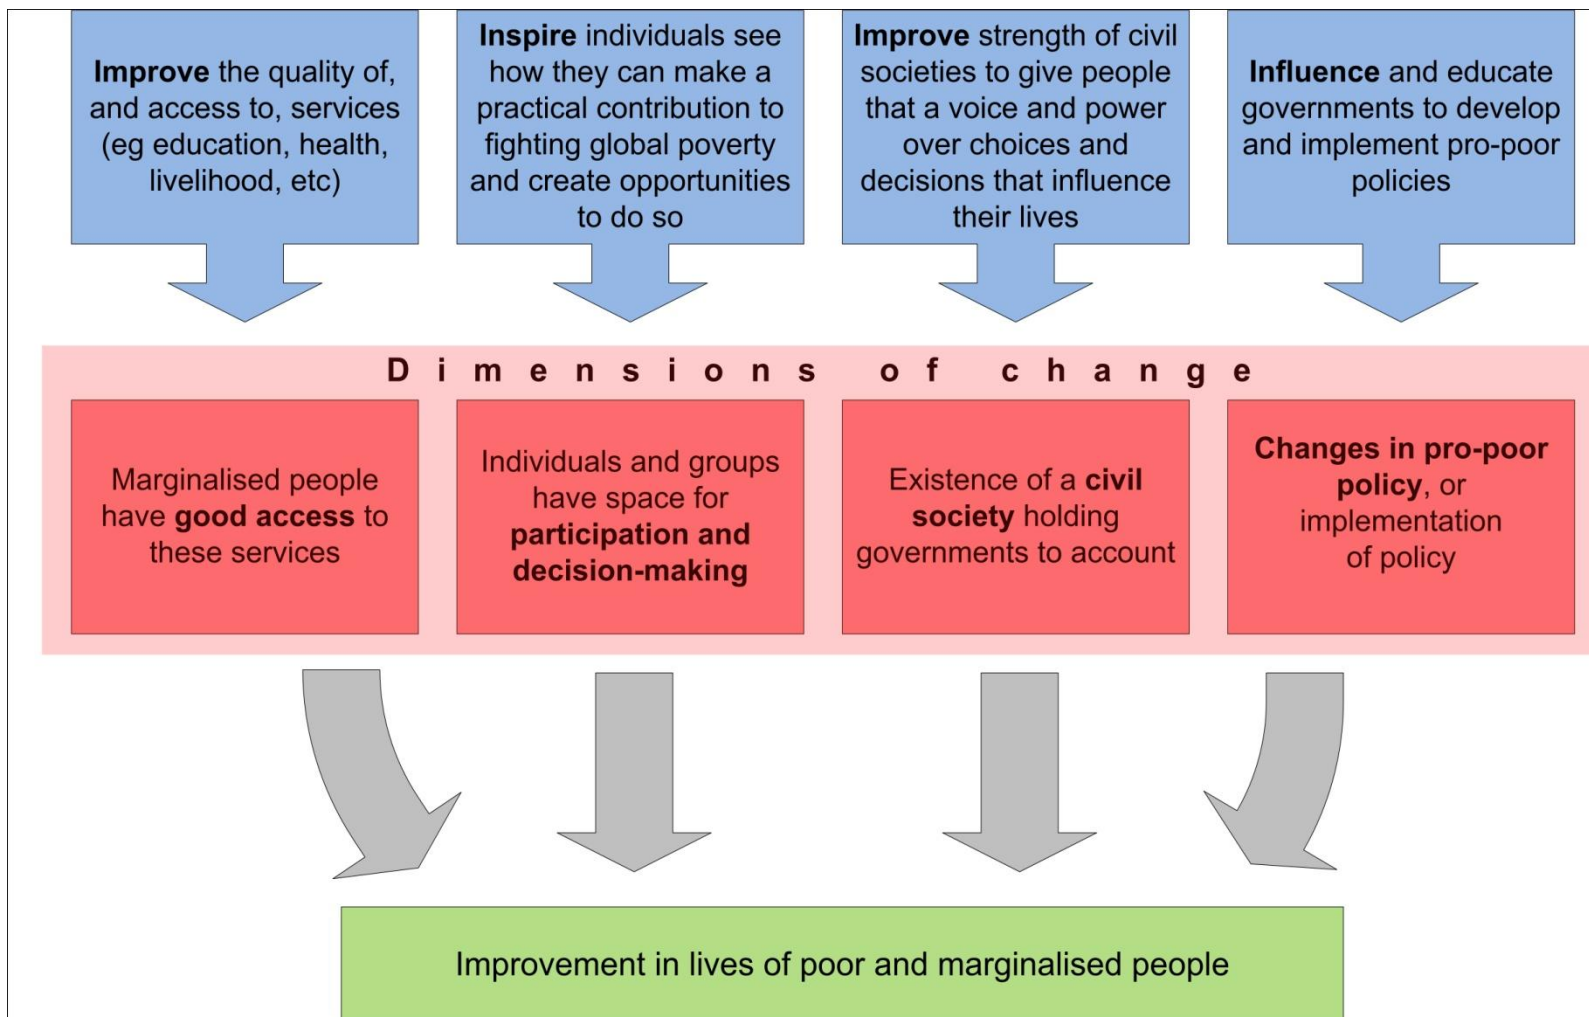 Improve the quality of,
and access to, services
(eg education, health,
livelihood, etc)
Inspire individuals see
how they can make a
practical contribution to
fighting global poverty
and create opportunities
to do so
Improve strength of civil
societies to give people
that a voice and power
over choices and
decisions that influence
their lives
Influence and educate
governments to develop
and implement pro-poor
policies
Dimensions of change
Marginalised people
have good access to
these services
Individuals and groups
have space for
participation and
decision-making
Existence of a civil
society holding
governments to account
Changes in pro-poor
policy, or
implementation
of policy
Improvement in lives of poor and marginalised people